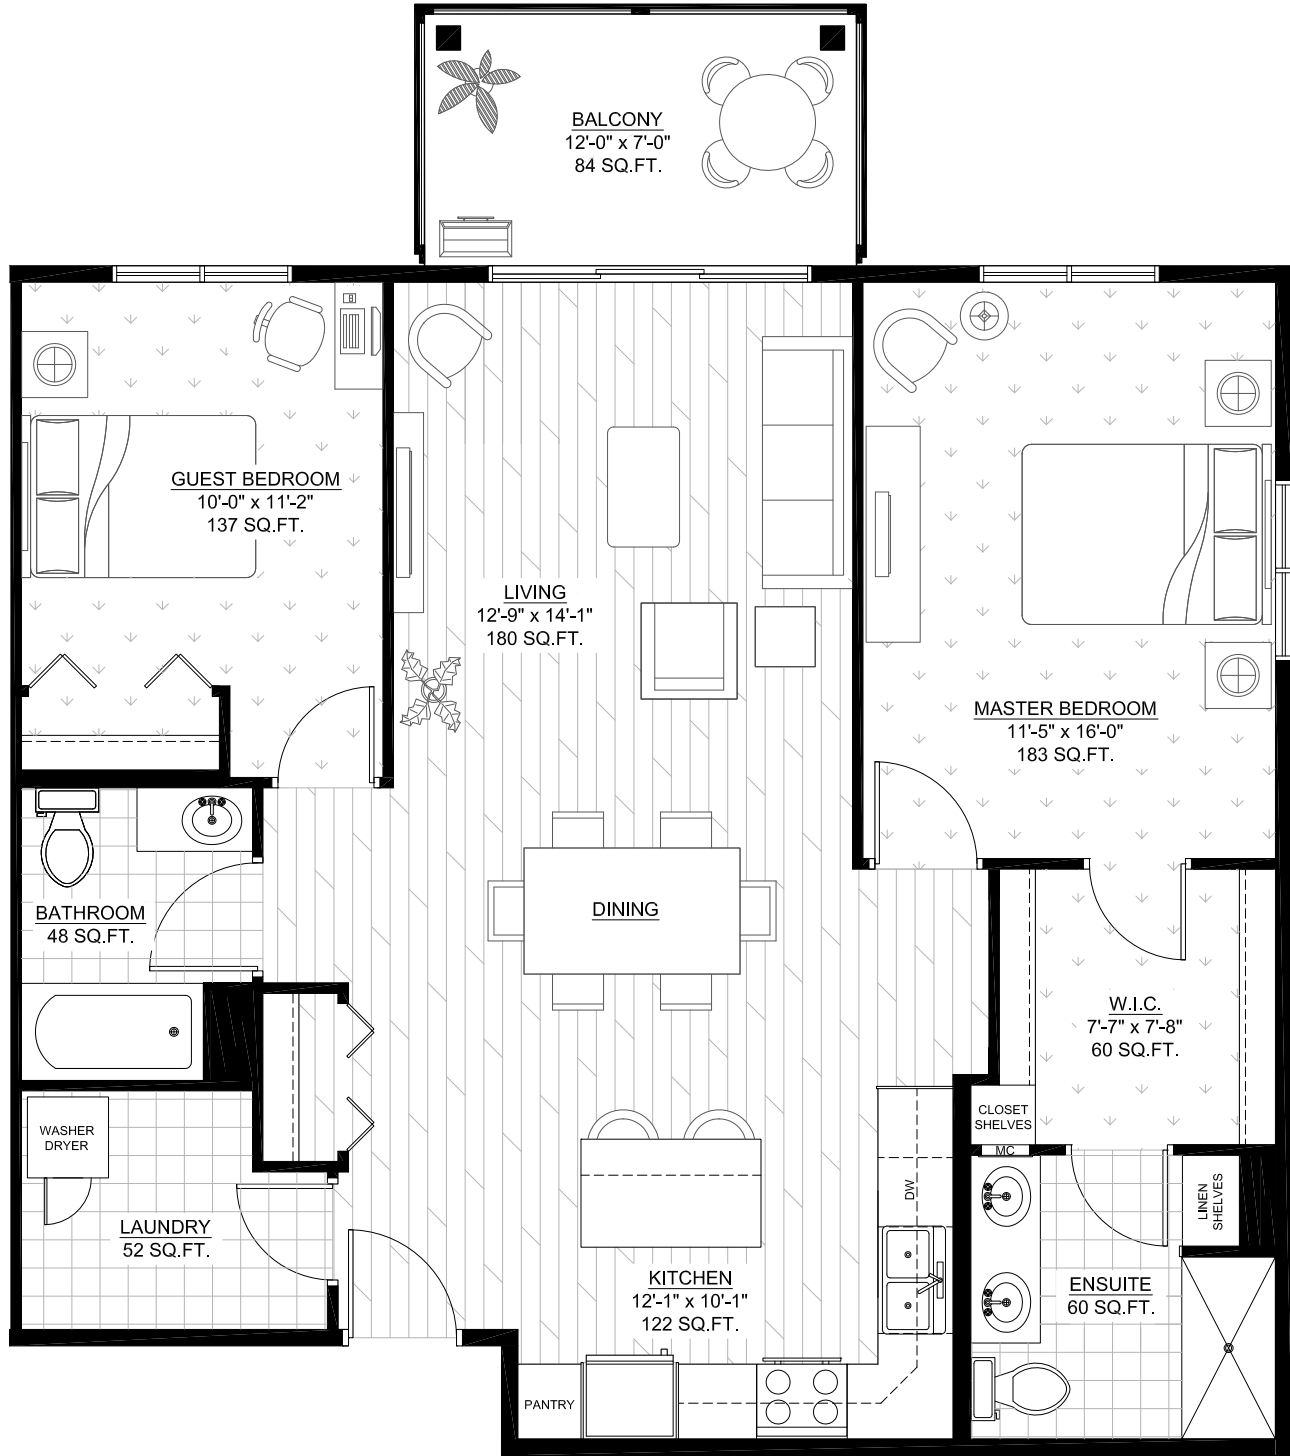 BALCONY
12'-0" x 7'-0"
84 SQ.FT.
GUEST BEDROOM
10'-0" x 11'-2"
137 SQ.FT.
LIVING
12'-9" x 14'-1"
180 SQ.FT.
MASTER BEDROOM
11'-5" x 16'-0"
183 SQ.FT.
BATHROOM
48 SQ.FT.
DINING
W.I.C.
7'-7" x 7'-8"
60 SQ.FT.
CLOSET
SHELVES
MC
WASHER
DRYER
DW
LINEN
SHELVES
LAUNDRY
52 SQ.FT.
KITCHEN
12'-1" x 10'-1"
122 SQ.FT.
ENSUITE
60 SQ.FT.
PANTRY